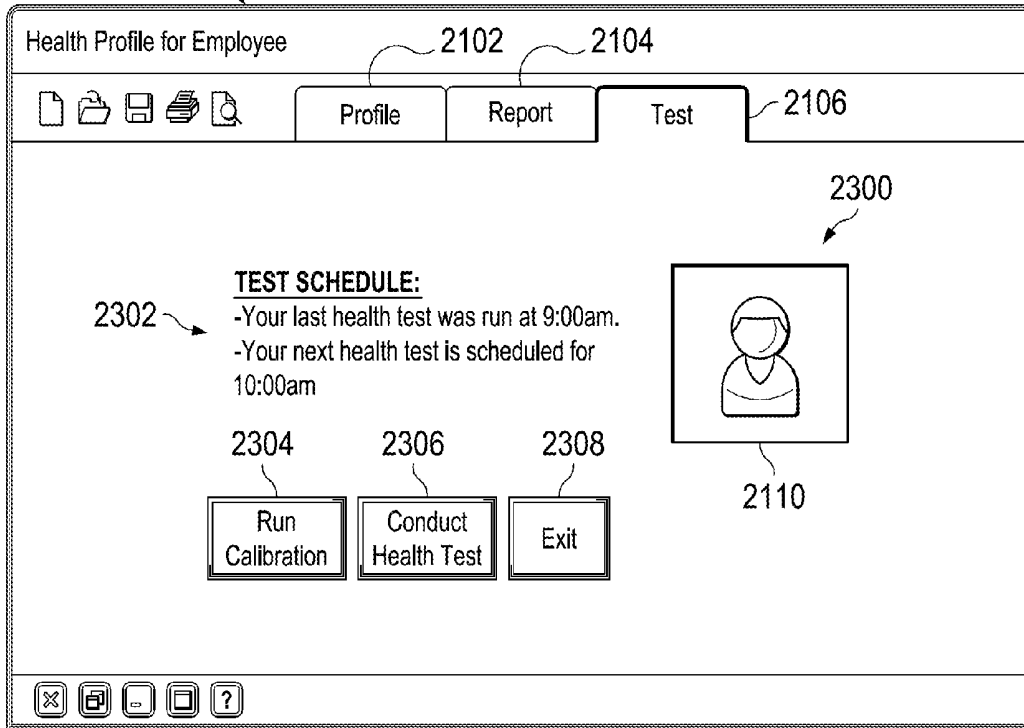 Health Profile for Employee
2102
2104
Profile
Report
Test
2106
2300
TEST SCHEDULE:
2302
-Your last health test was run at 9:00am.
-Your next health test is scheduled for
10:00am
2304
2306
2308
2110
Run
Calibration
Conduct
Health Test
Exit
?